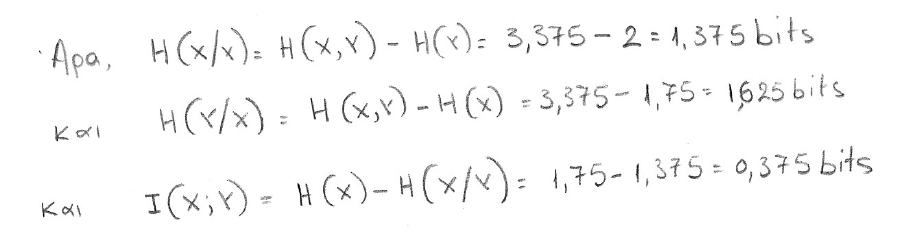 Άρα, H(X/X) = H(X,Y) - H(Y) = 3,375 - 2 = 1,375 bits
και H(Y/X) = H(X,Y) - H(X) = 3,375 - 1,75 = 1,625 bits
και I(X;Y) = H(X) - H(X/Y) = 1,75 - 1,375 = 0,375 bits